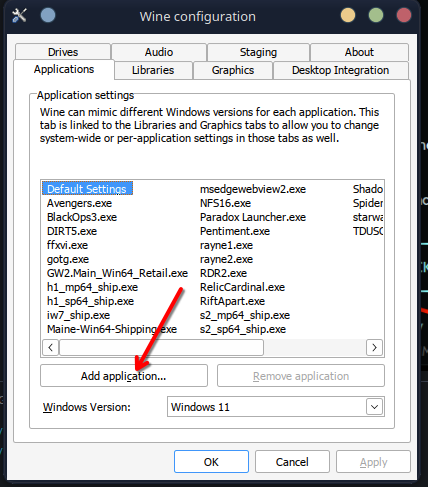 Wine configuration
Drives
Audio
Staging
About
Applications
Libraries
Graphics
Desktop Integration
Application settings
Wine can mimic different Windows versions for each application. This
tab is linked to the Libraries and Graphics tabs to allow you to change
system-wide or per-application settings in those tabs as well.
Default Settings
Avengers.exe
BlackOps3.exe
DIRT5.exe
ffxvi.exe
gotg.exe
GW2.Main_Win64_Retail.exe
h1_mp64_ship.exe
h1_sp64_ship.exe
iw7_ship.exe
Maine-Win64-Shipping.exe
msedgewebview2.exe
NFS16.exe
Paradox Launcher.exe
Pentiment.exe
rayne1.exe
rayne2.exe
RDR2.exe
RelicCardinal.exe
RiftApart.exe
s2_mp64_ship.exe
s2_sp64_ship.exe
Shado
Spider
starwa
TDUSC
Add application...
Remove application
Windows Version:
Windows 11
OK
Cancel
Apply